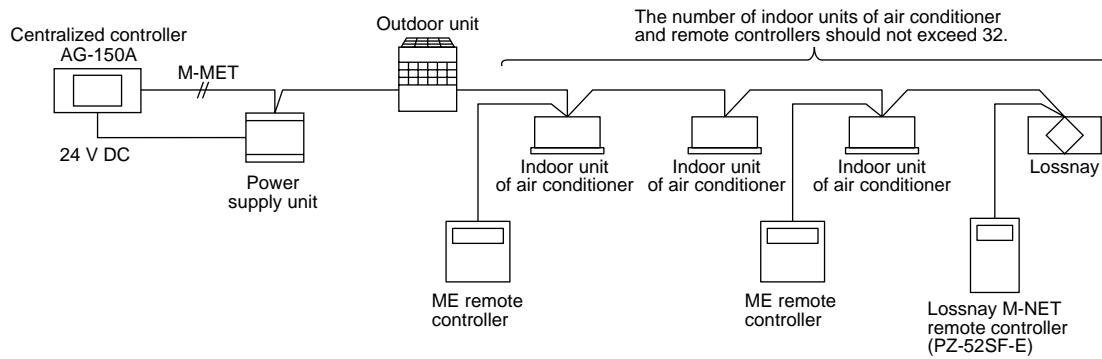 The number of indoor units of air conditioner
and remote controllers should not exceed 32.
Outdoor unit
Centralized controller
AG-150A
M-MET
24 V DC
Power
supply unit
Indoor unit
of air conditioner
Indoor unit
of air conditioner
Indoor unit
of air conditioner
Lossnay
ME remote
controller
ME remote
controller
Lossnay M-NET
remote controller
(PZ-52SF-E)